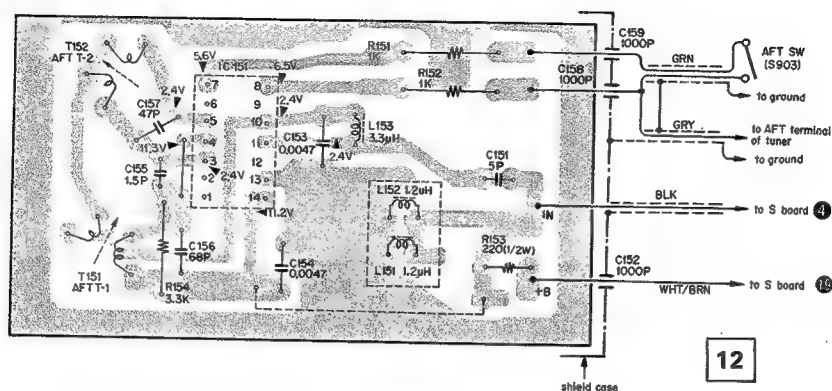 T152
AFT T-2
5.6V
IC151
6.5V
R151
1K
C159
1000P
GRN
AFT SW
(S903)
7
8
2.4V
C157
47P
6
9
R152
1K
C158
1000P
to ground
5
10
2.4V
C153
0.0047
L153
3.3uH
GRY
to AFT terminal
of tuner
11.3V
4
11
2.4V
to ground
C155
1.5P
3
12
2.4V
C151
5P
2
13
L152 1.2uH
BLK
1
14
11.2V
IN
to S board 4
T151
AFT T-1
C156
68P
R154
3.3K
C154
0.0047
L151 1.2uH
R153
220(1/2W)
C152
1000P
+B
WHT/BRN
to S board 19
12
shield case